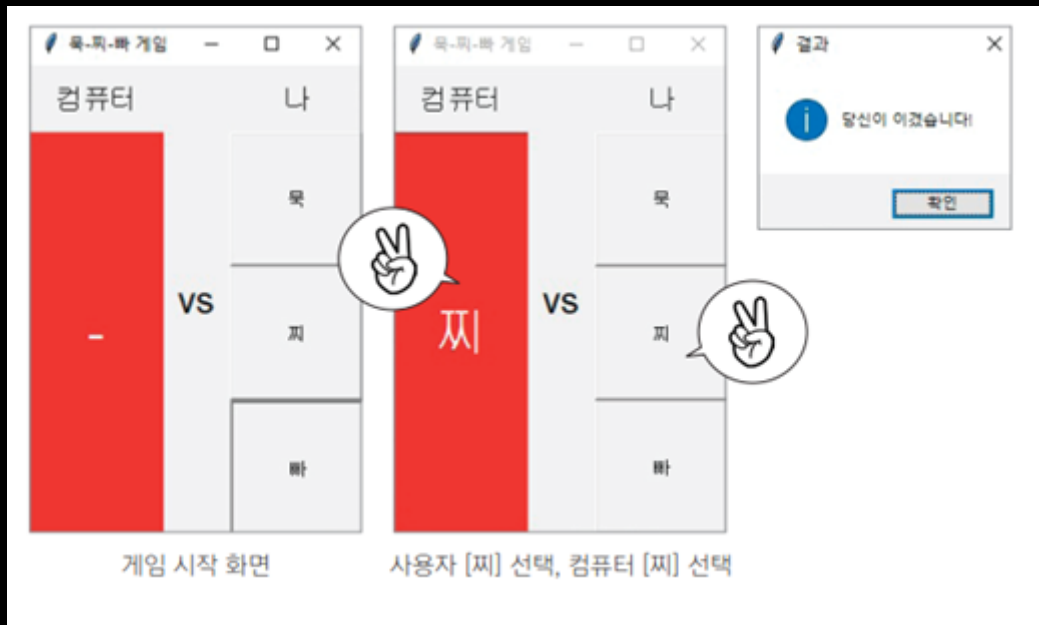 묵-찌-빠 게임
컴퓨터
나
-
VS
묵
찌
빠
게임 시작 화면
묵-찌-빠 게임
컴퓨터
나
찌
VS
묵
찌
빠
사용자 [찌] 선택, 컴퓨터 [찌] 선택
결과
당신이 이겼습니다!
확인